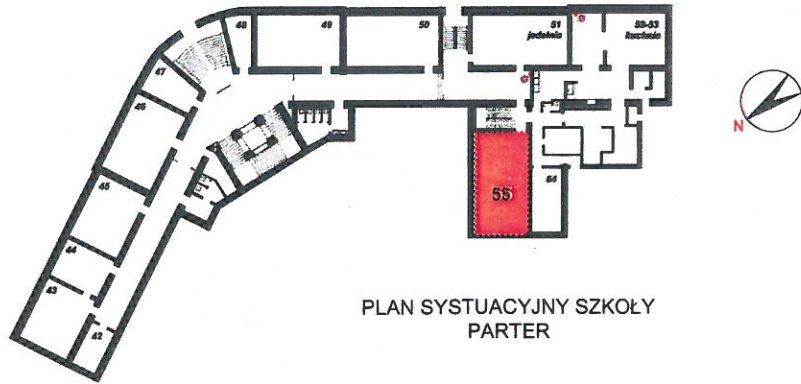 48
49
50
51
jadalnia
52-53
kuchnia
47
46
45
44
43
42
55
54
N
PLAN SYSTUACYJNY SZKOŁY
PARTER